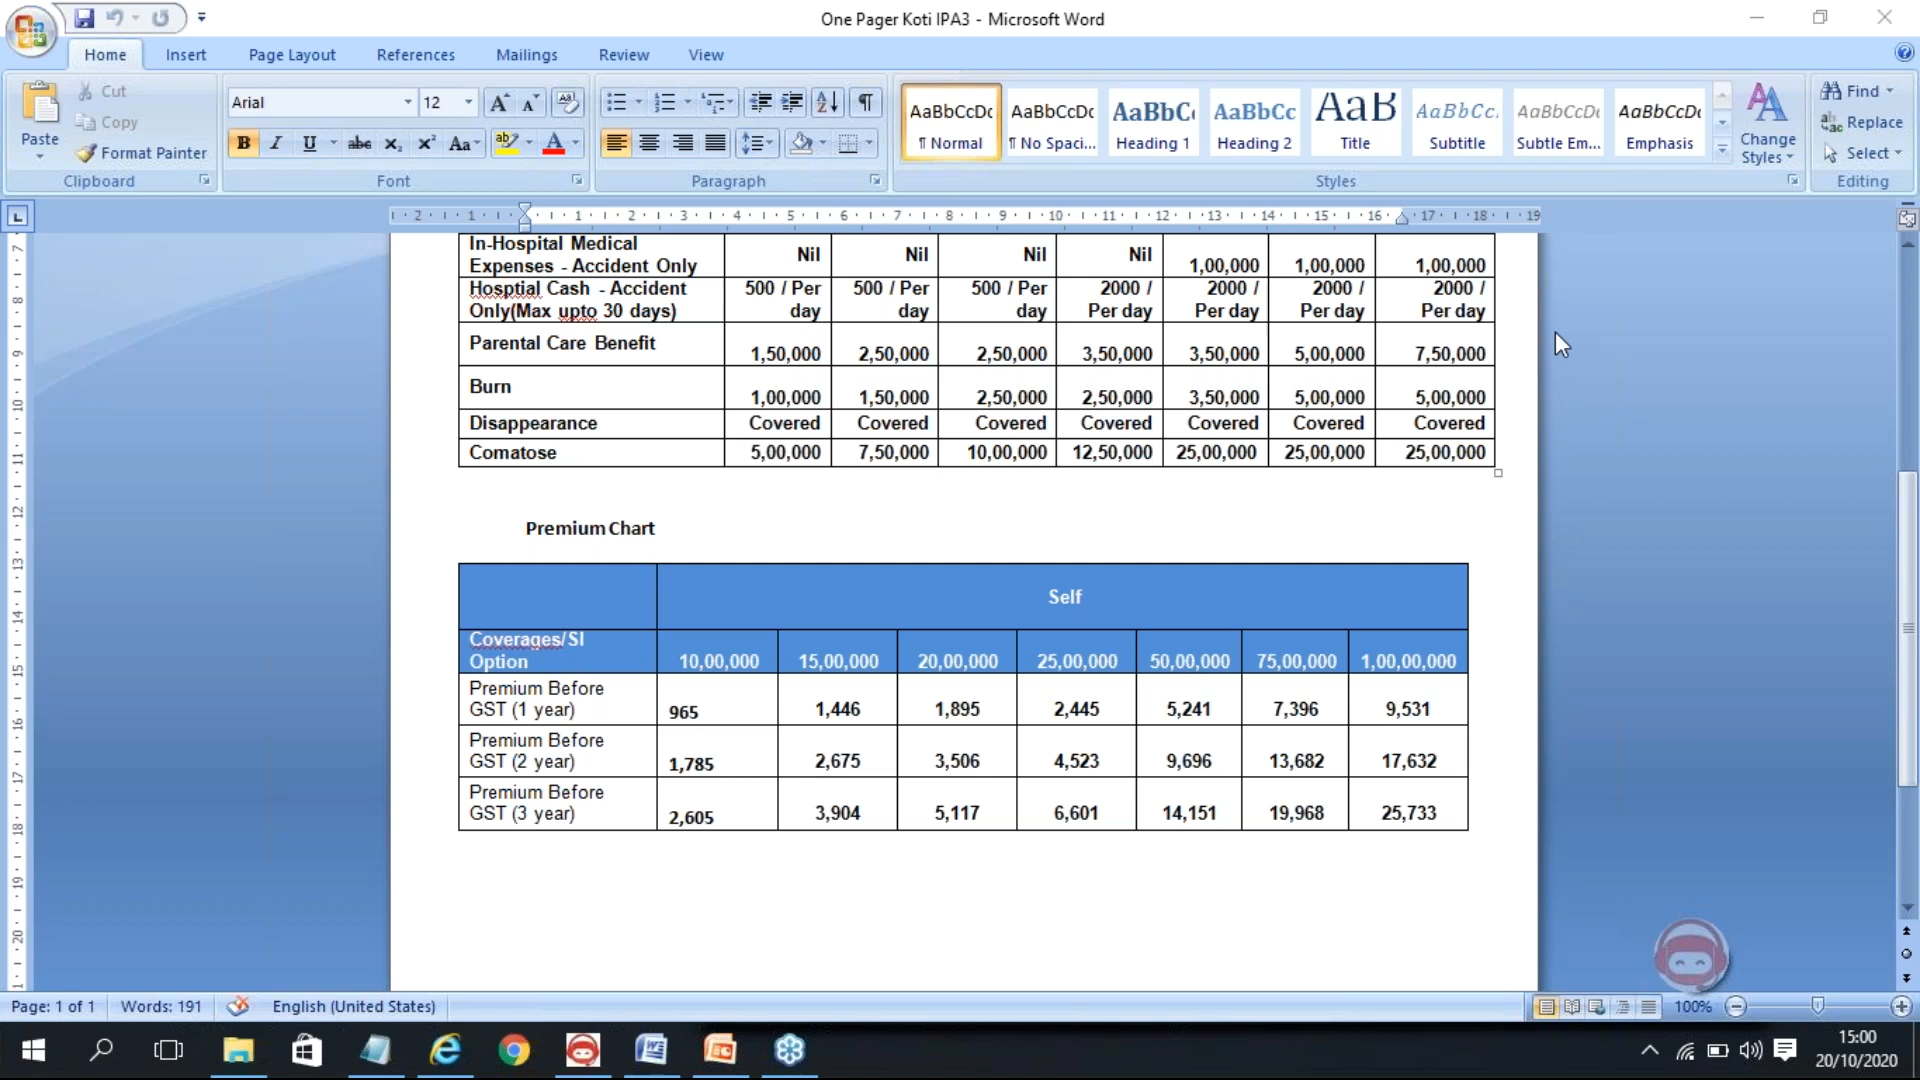 One Pager Koti IPA3 - Microsoft Word
Home Insert Page Layout References Mailings Review View
Paste
Cut
Copy
Format Painter
Clipboard
Arial 12
Font
Paragraph
AaBbCcDc AaBbCcDc AaBbC AaBbCc AaB AaBbCc. AaBbCcDc AaBbCcDc
¶ Normal ¶ No Spaci... Heading 1 Heading 2 Title Subtitle Subtle Em... Emphasis
Change Styles
Styles
Find
Replace
Select
Editing
In-Hospital Medical Expenses - Accident Only Nil Nil Nil Nil 1,00,000 1,00,000 1,00,000
Hosptial Cash - Accident Only(Max upto 30 days) 500 / Per day 500 / Per day 500 / Per day 2000 / Per day 2000 / Per day 2000 / Per day 2000 / Per day
Parental Care Benefit 1,50,000 2,50,000 2,50,000 3,50,000 3,50,000 5,00,000 7,50,000
Burn 1,00,000 1,50,000 2,50,000 2,50,000 3,50,000 5,00,000 5,00,000
Disappearance Covered Covered Covered Covered Covered Covered Covered
Comatose 5,00,000 7,50,000 10,00,000 12,50,000 25,00,000 25,00,000 25,00,000
Premium Chart
Self
Coverages/SI Option 10,00,000 15,00,000 20,00,000 25,00,000 50,00,000 75,00,000 1,00,00,000
Premium Before GST (1 year) 965 1,446 1,895 2,445 5,241 7,396 9,531
Premium Before GST (2 year) 1,785 2,675 3,506 4,523 9,696 13,682 17,632
Premium Before GST (3 year) 2,605 3,904 5,117 6,601 14,151 19,968 25,733
Page: 1 of 1 Words: 191 English (United States) 100%
15:00
20/10/2020